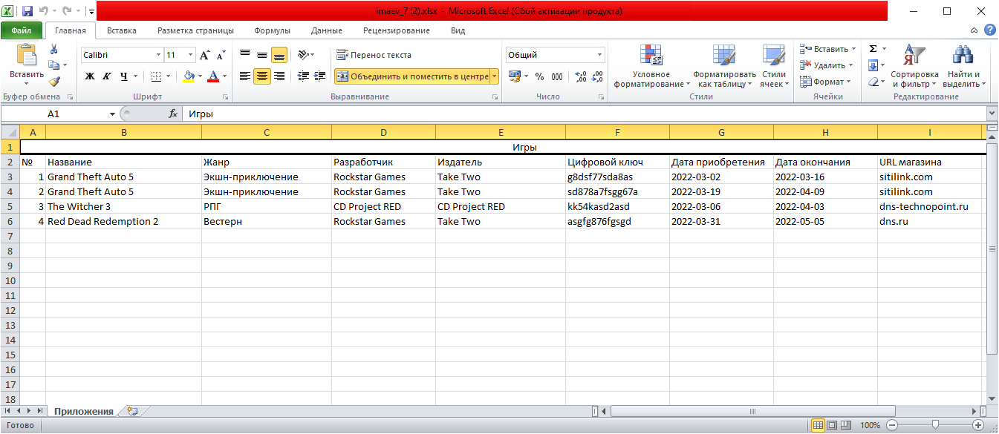 imaev_7 (2).xlsx - Microsoft Excel (Сбой активации продукта)
Файл Главная Вставка Разметка страницы Формулы Данные Рецензирование Вид
Calibri 11 Перенос текста Общий Вставить
Вставить Удалить
Ж К Ч Объединить и поместить в центре % 000 Условное форматирование Форматировать как таблицу Стили ячеек Формат Сортировка и фильтр Найти и выделить
Буфер обмена Шрифт Выравнивание Число Стили Ячейки Редактирование
A1 fx Игры
A B C D E F G H I
1 Игры
2 № Название Жанр Разработчик Издатель Цифровой ключ Дата приобретения Дата окончания URL магазина
3 1 Grand Theft Auto 5 Экшн-приключение Rockstar Games Take Two g8dsf77sda8as 2022-03-02 2022-03-16 sitilink.com
4 2 Grand Theft Auto 5 Экшн-приключение Rockstar Games Take Two sd878a7fsgg67a 2022-03-19 2022-04-09 sitilink.com
5 3 The Witcher 3 РПГ CD Project RED CD Project RED kk54kasd2asd 2022-03-06 2022-04-03 dns-technopoint.ru
6 4 Red Dead Redemption 2 Вестерн Rockstar Games Take Two asgfg876fgsgd 2022-03-31 2022-05-05 dns.ru
7
8
9
10
11
12
13
14
15
16
17
18
Приложения
Готово 100%